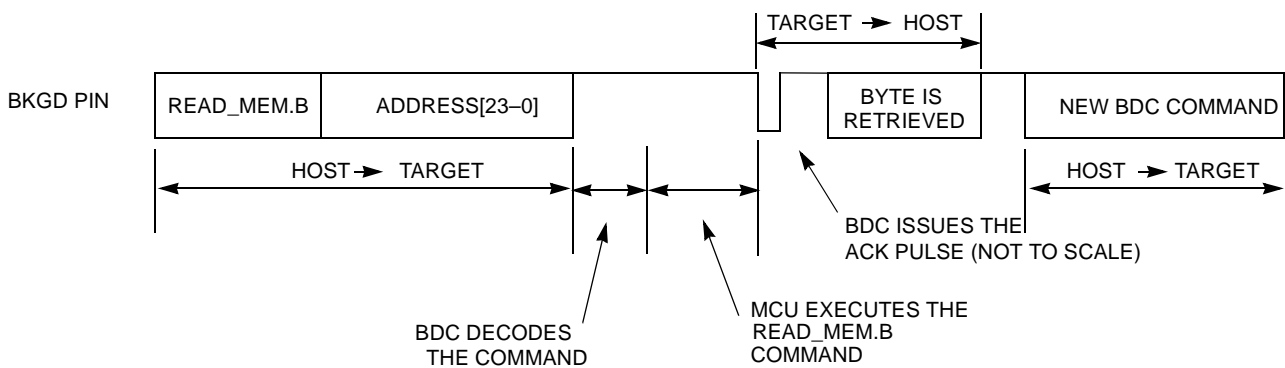 TARGET → HOST
BKGD PIN
READ_MEM.B
ADDRESS[23–0]
BYTE IS
RETRIEVED
NEW BDC COMMAND
HOST → TARGET
HOST → TARGET
BDC ISSUES THE
ACK PULSE (NOT TO SCALE)
BDC DECODES
THE COMMAND
MCU EXECUTES THE
READ_MEM.B
COMMAND